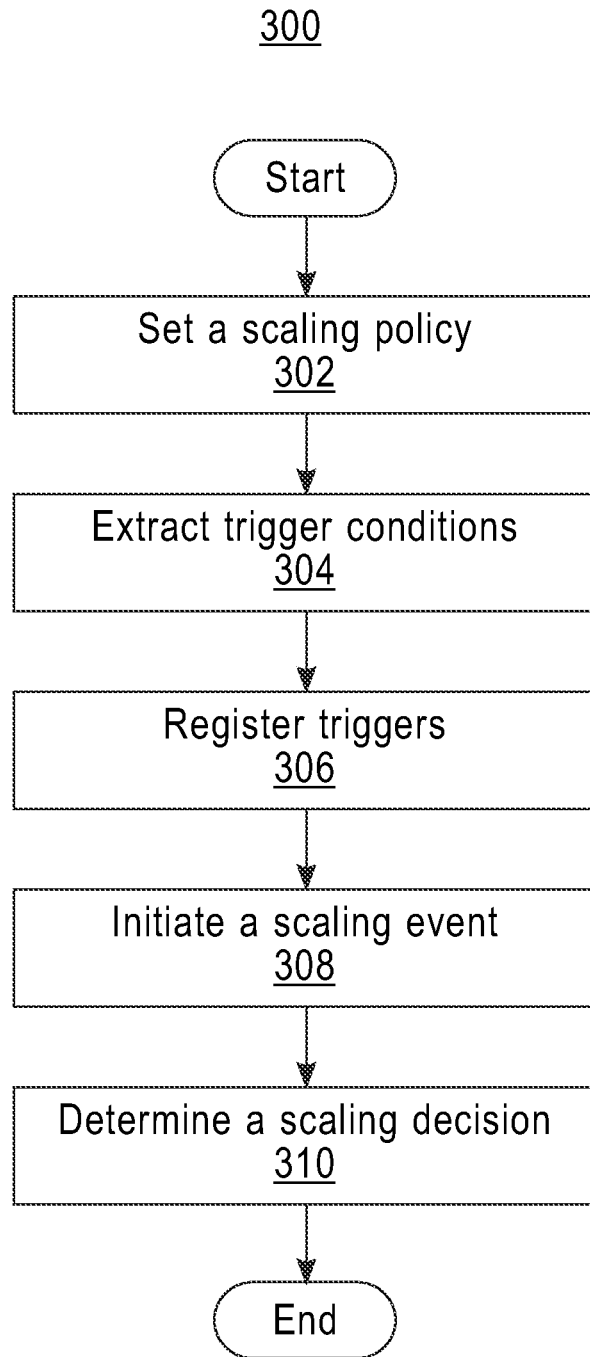 300
Start
Set a scaling policy
302
Extract trigger conditions
304
Register triggers
306
Initiate a scaling event
308
Determine a scaling decision
310
End